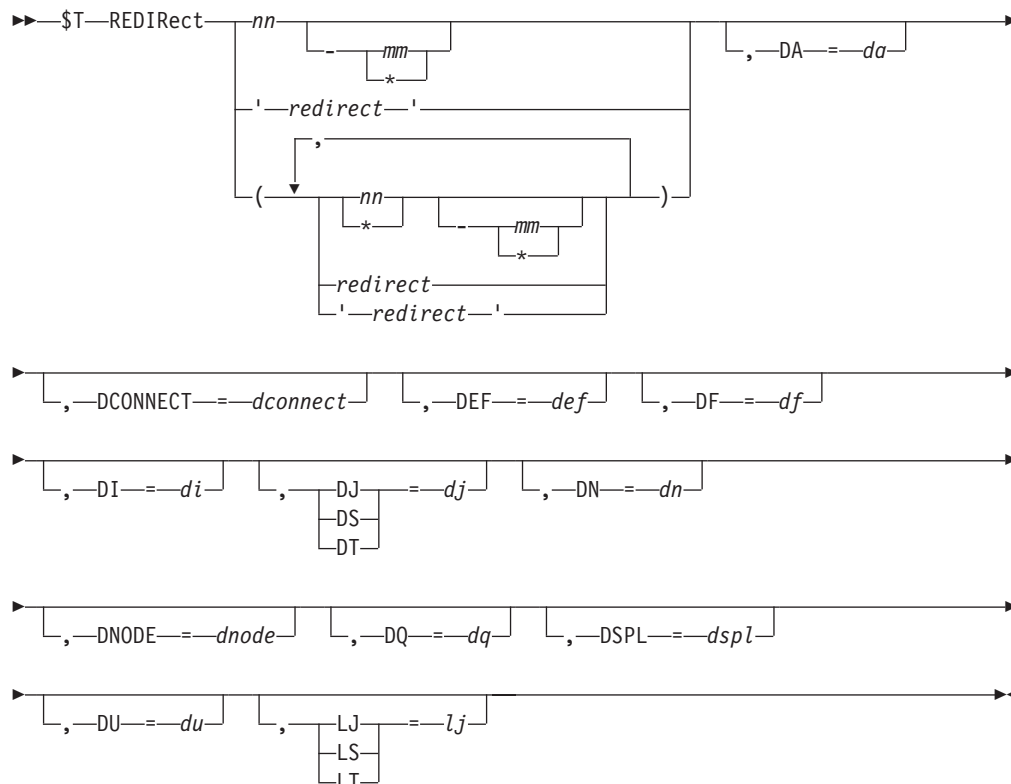 $T REDIRect nn , DA = da
- mm
*
' redirect '
,
( nn )
* - mm
*
redirect
' redirect '
, DCONNECT = dconnect , DEF = def , DF = df
, DI = di , DJ = dj , DN = dn
DS
DT
, DNODE = dnode , DQ = dq , DSPL = dspl
, DU = du , LJ = lj
LS
LT